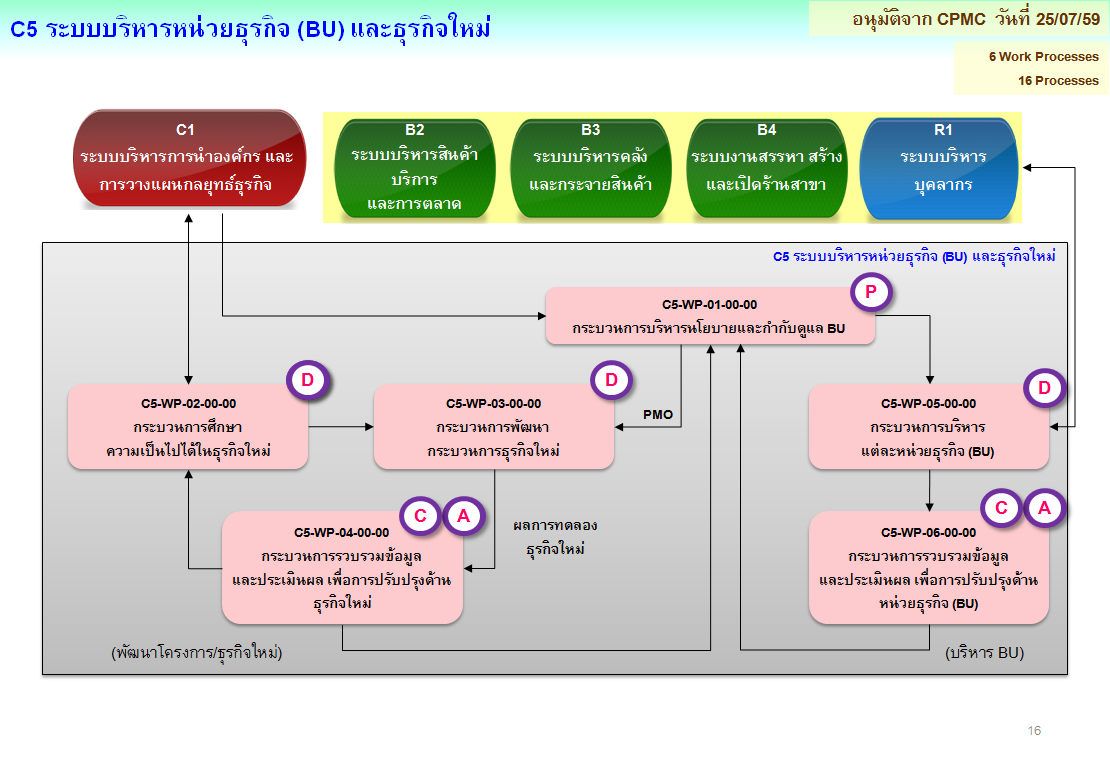 C5 ระบบบริหารหน่วยธุรกิจ (BU) และธุรกิจใหม่
อนุมัติจาก CPMC วันที่ 25/07/59
6 Work Processes
16 Processes
C1
ระบบบริหารการนำองค์กร และ
การวางแผนกลยุทธ์ธุรกิจ
B2
ระบบบริหารสินค้า
บริการ
และการตลาด
B3
ระบบบริหารคลัง
และกระจายสินค้า
B4
ระบบงานสรรหา สร้าง
และเปิดร้านสาขา
R1
ระบบบริหาร
บุคลากร
C5 ระบบบริหารหน่วยธุรกิจ (BU) และธุรกิจใหม่
P
C5-WP-01-00-00
กระบวนการบริหารนโยบายและกำกับดูแล BU
D
C5-WP-02-00-00
กระบวนการศึกษา
ความเป็นไปได้ในธุรกิจใหม่
D
C5-WP-03-00-00
กระบวนการพัฒนา
กระบวนการธุรกิจใหม่
PMO
D
C5-WP-05-00-00
กระบวนการบริหาร
แต่ละหน่วยธุรกิจ (BU)
C A
C5-WP-04-00-00
กระบวนการรวบรวมข้อมูล
และประเมินผล เพื่อการปรับปรุงด้าน
ธุรกิจใหม่
ผลการทดลอง
ธุรกิจใหม่
C A
C5-WP-06-00-00
กระบวนการรวบรวมข้อมูล
และประเมินผล เพื่อการปรับปรุงด้าน
หน่วยธุรกิจ (BU)
(พัฒนาโครงการ/ธุรกิจใหม่)
(บริหาร BU)
16